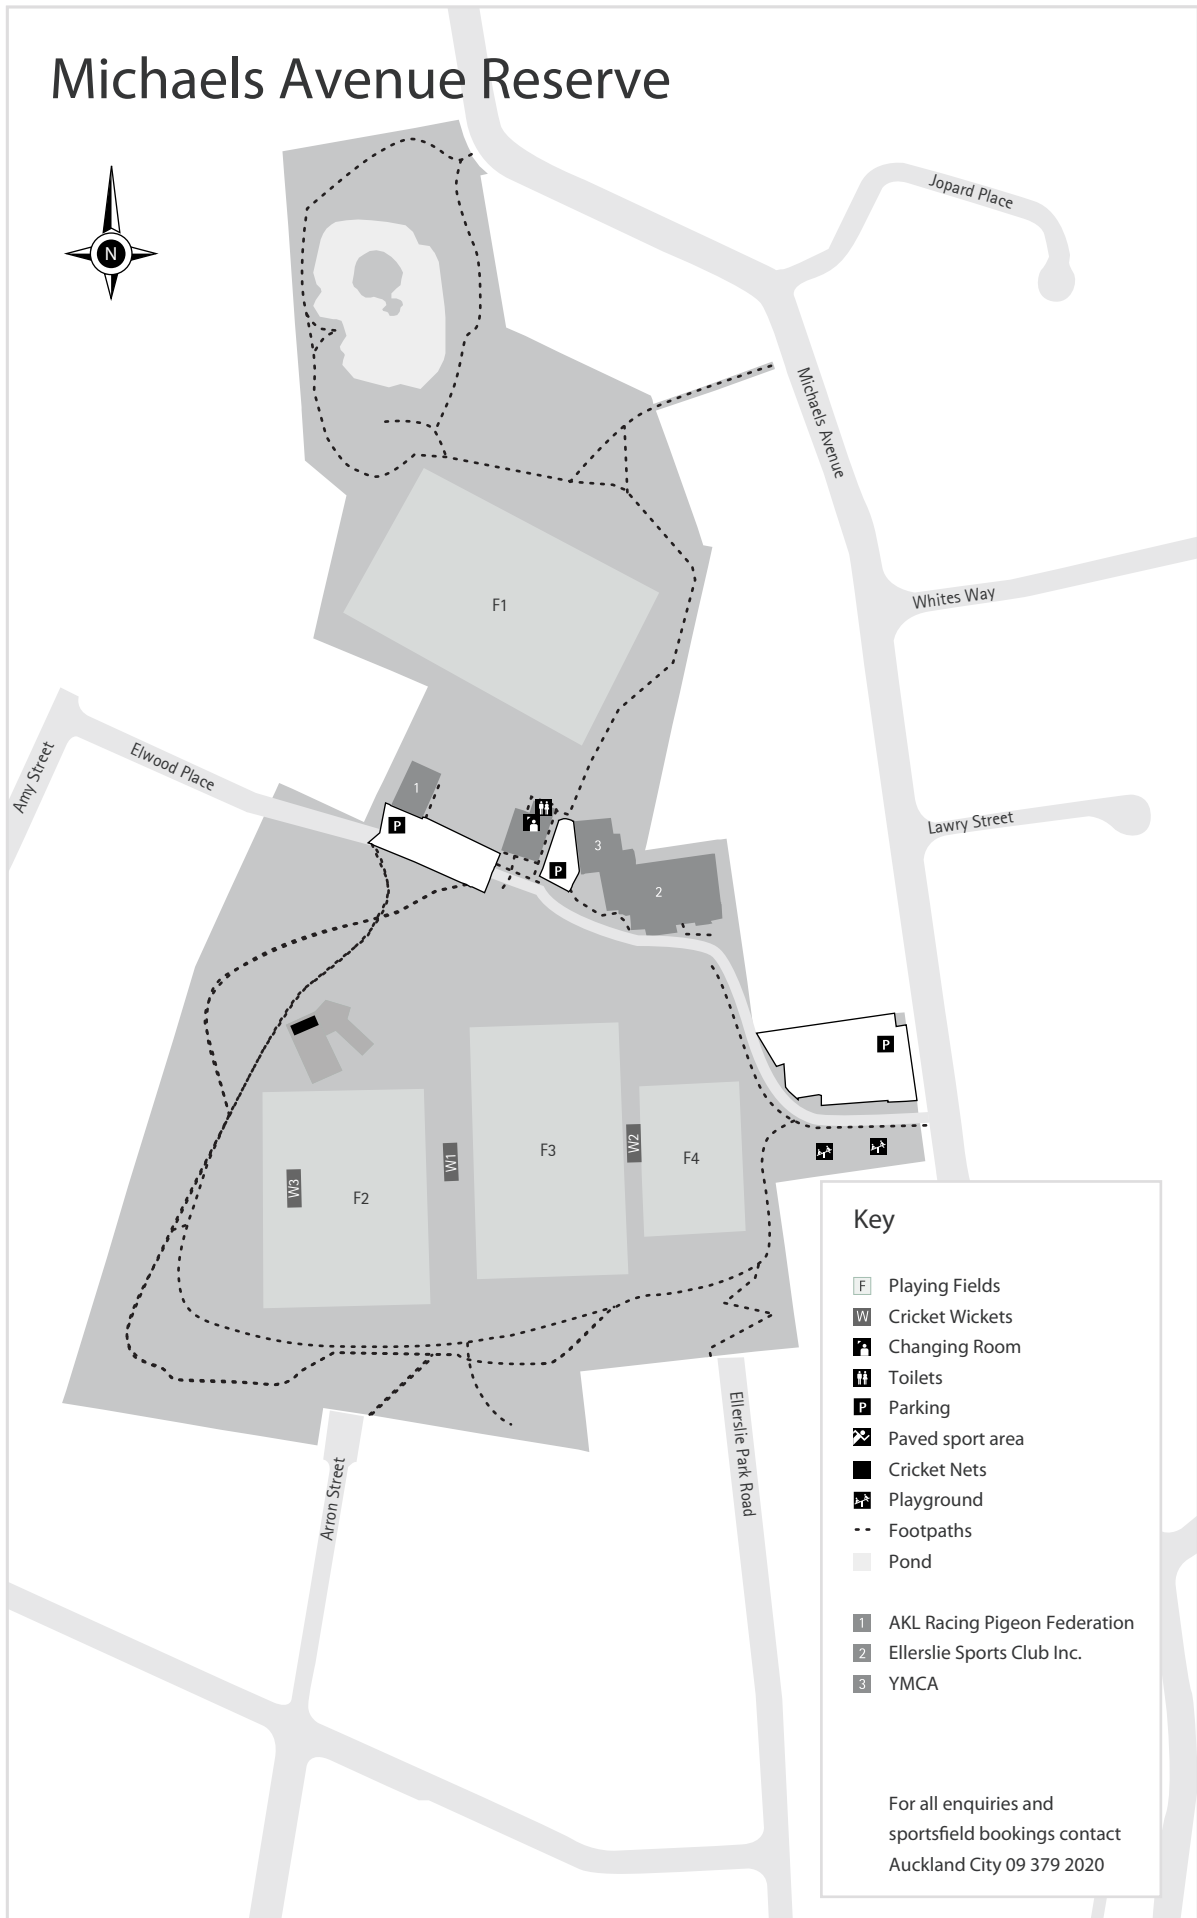 Michaels Avenue Reserve
Jopard Place
N
Michaels Avenue
F1
Whites Way
Amy Street
Elwood Place
1
P
Lawry Street
3
P
2
P
W3
F2
W1
F3
W2
F4
Arron Street
Ellerslie Park Road
Key
F Playing Fields
W Cricket Wickets
Changing Room
Toilets
P Parking
Paved sport area
Cricket Nets
Playground
Footpaths
Pond
1 AKL Racing Pigeon Federation
2 Ellerslie Sports Club Inc.
3 YMCA
For all enquiries and
sportsfield bookings contact
Auckland City 09 379 2020